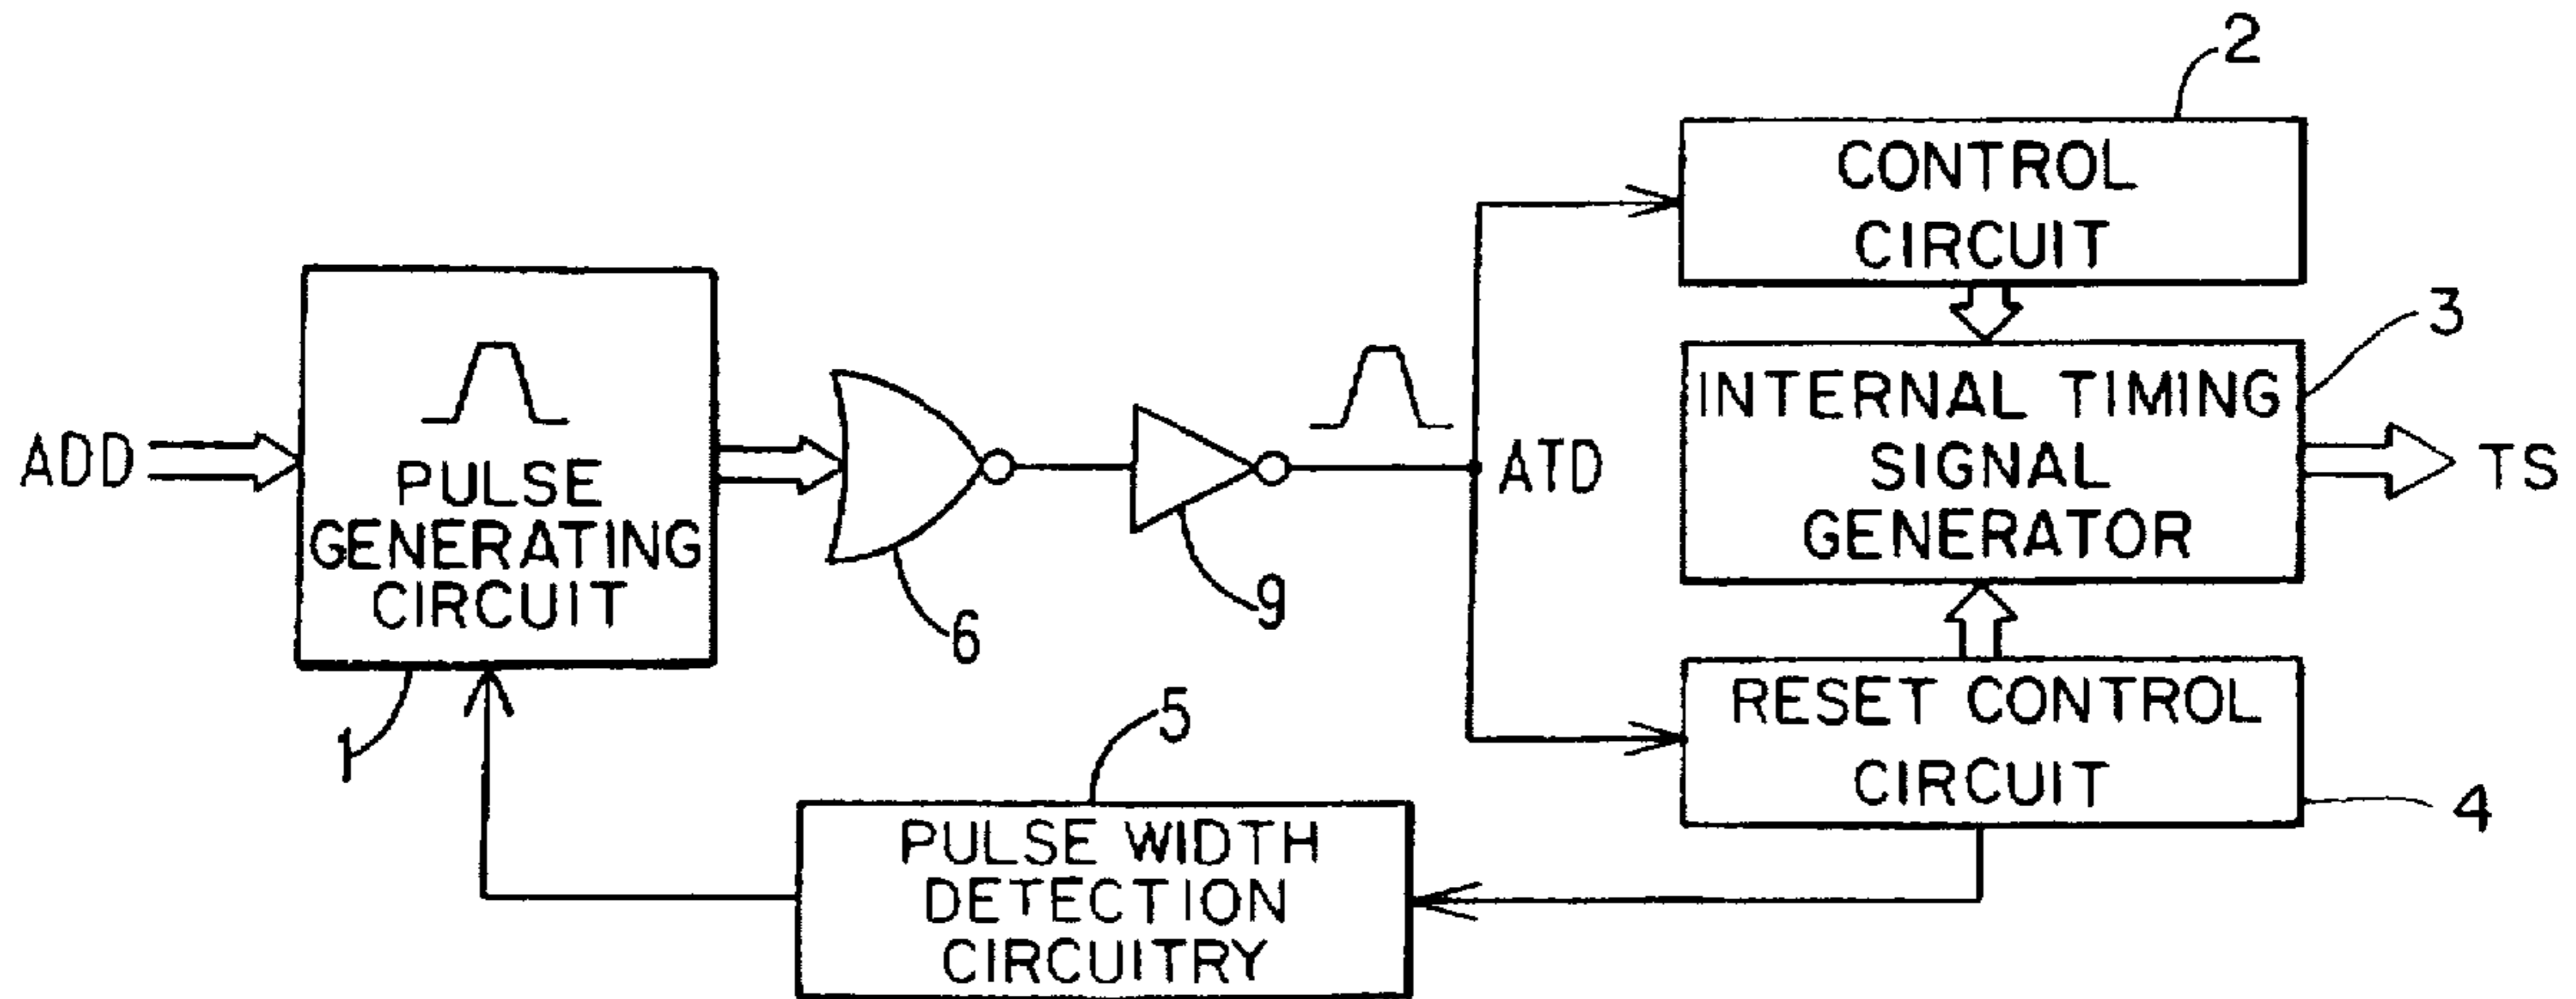 2
CONTROL
CIRCUIT
3
ADD
PULSE
GENERATING
CIRCUIT
1
6
9
ATD
INTERNAL TIMING
SIGNAL
GENERATOR
TS
RESET CONTROL
CIRCUIT
4
5
PULSE WIDTH
DETECTION
CIRCUITRY